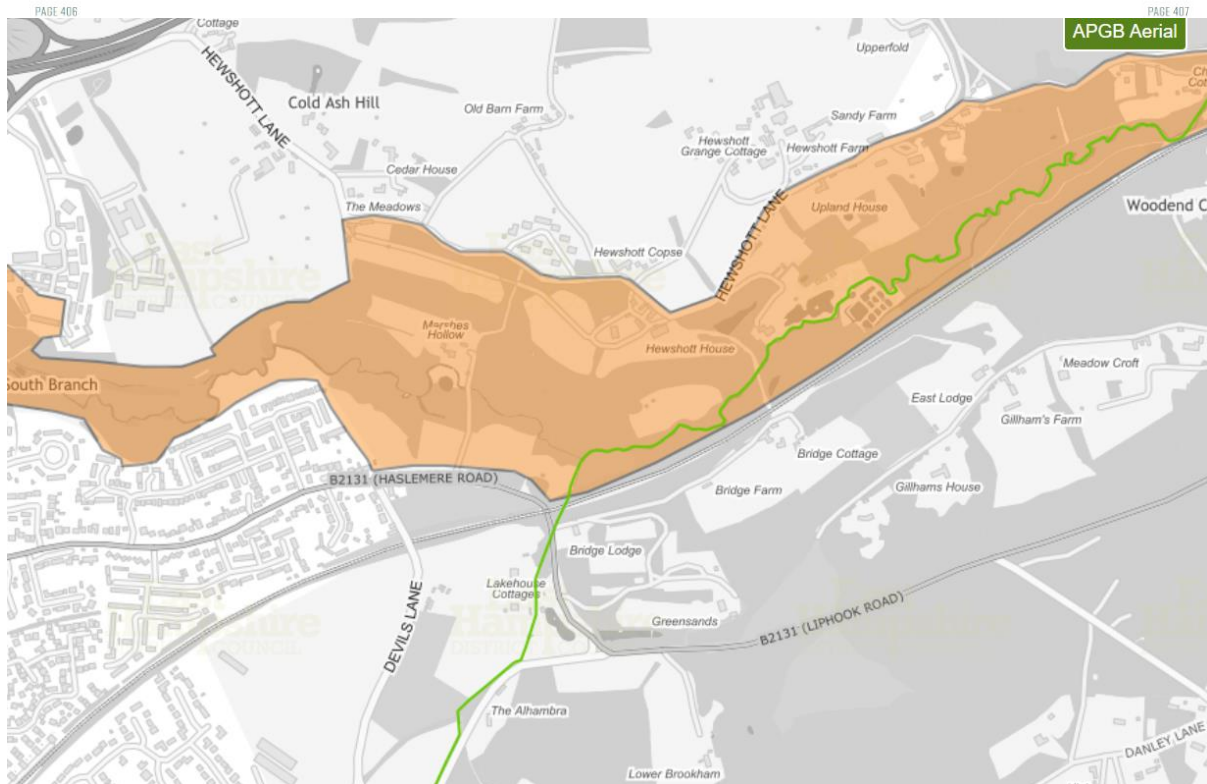 PAGE 406
PAGE 407
APGB Aerial
Cottage
Upperfold
HEWSHOTT LANE
Cold Ash Hill
Old Barn Farm
Sandy Farm
Hewshott
Grange Cottage
Hewshott Farm
Cedar House
The Meadows
Upland House
Woodend C
Hewshott Copse
HEWSHOTT LANE
Marshes
Hollow
Hewshott House
South Branch
Meadow Croft
East Lodge
Gillham's Farm
Bridge Cottage
B2131 (HASLEMERE ROAD)
Bridge Farm
Gillhams House
Bridge Lodge
Lakehouse
Cottages
DEVILS LANE
Greensands
B2131 (LIPHOOK ROAD)
The Alhambra
DANLEY LANE
Lower Brookham